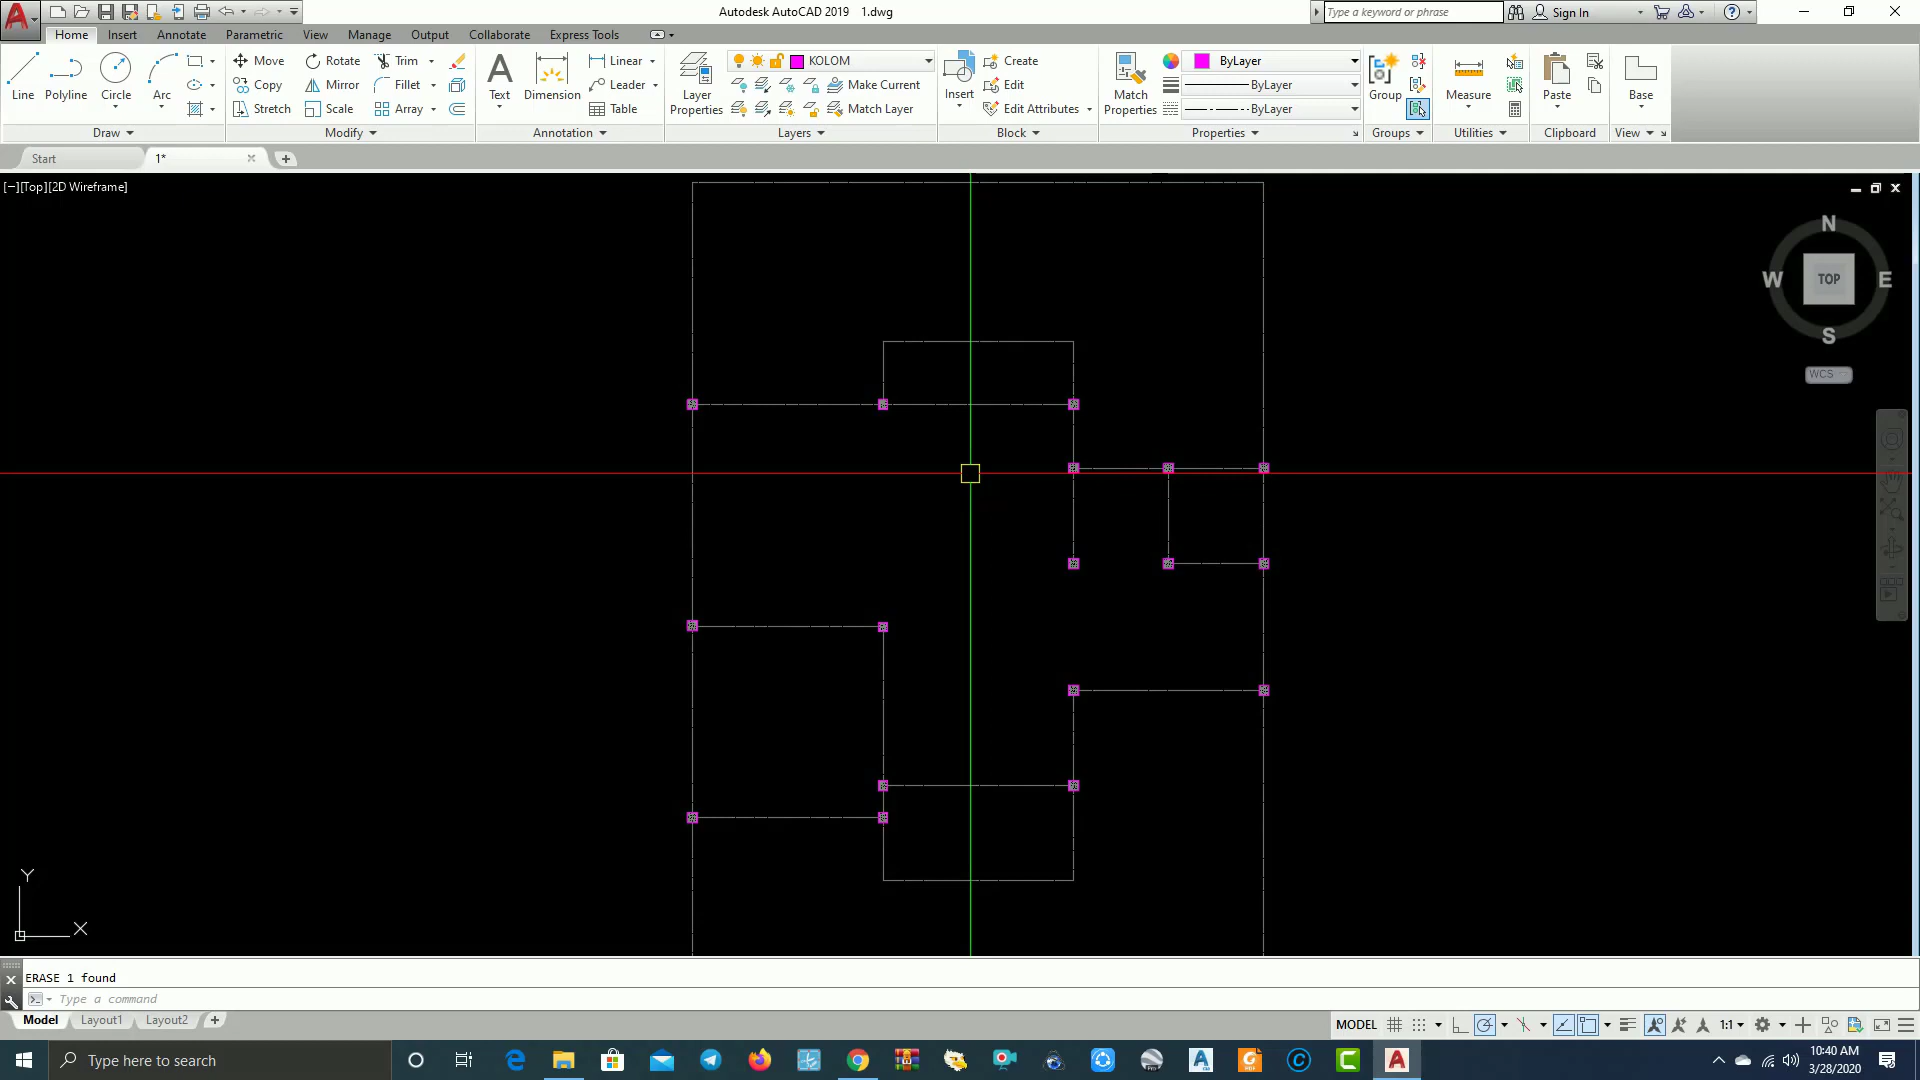 Autodesk AutoCAD 2019 1.dwg
Type a keyword or phrase
Sign In
Home Insert Annotate Parametric View Manage Output Collaborate Express Tools
Line Polyline Circle Arc
Move Rotate Trim
Copy Mirror Fillet
Stretch Scale Array
Text Dimension
Linear
Leader
Table
Layer Properties
KOLOM
Make Current
Match Layer
Insert
Create
Edit
Edit Attributes
Match Properties
ByLayer
ByLayer
ByLayer
Group
Measure
Paste
Base
Draw Modify Annotation Layers Block Properties Groups Utilities Clipboard View
Start 1*
[−][Top][2D Wireframe]
N
W TOP E
S
WCS
Y
X
ERASE 1 found
Type a command
Model Layout1 Layout2
MODEL 1:1
Type here to search
10:40 AM
3/28/2020